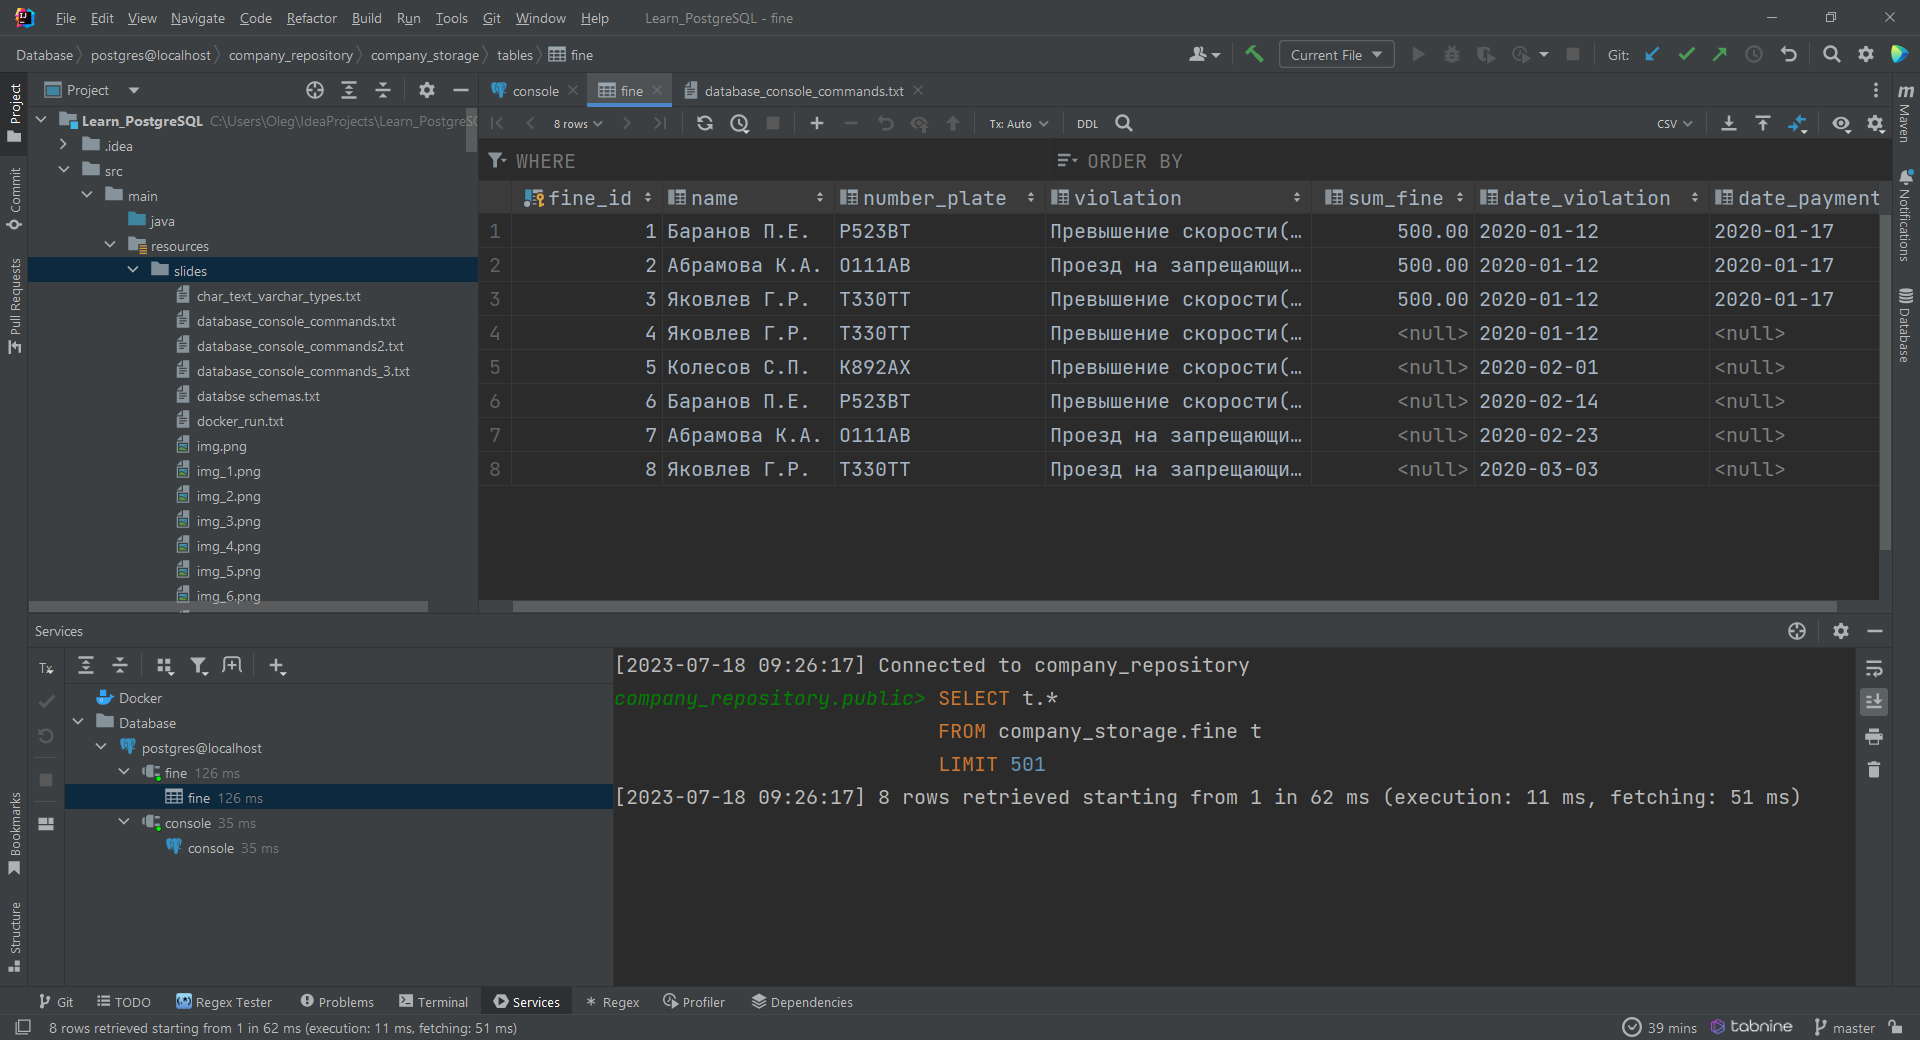 File Edit View Navigate Code Refactor Build Run Tools Git Window Help Learn_PostgreSQL - fine
Database postgres@localhost company_repository company_storage tables fine
Current File Git:
Project
console fine database_console_commands.txt
Learn_PostgreSQL C:\Users\Oleg\IdeaProjects\Learn_PostgreSQ
.idea
src
main
java
resources
slides
char_text_varchar_types.txt
database_console_commands.txt
database_console_commands2.txt
database_console_commands_3.txt
databse schemas.txt
docker_run.txt
img.png
img_1.png
img_2.png
img_3.png
img_4.png
img_5.png
img_6.png
8 rows Tx: Auto DDL CSV
WHERE ORDER BY
fine_id name number_plate violation sum_fine date_violation date_payment
1 1 Баранов П.Е. Р523ВТ Превышение скорости(… 500.00 2020-01-12 2020-01-17
2 2 Абрамова К.А. О111АВ Проезд на запрещающи… 500.00 2020-01-12 2020-01-17
3 3 Яковлев Г.Р. Т330ТТ Превышение скорости(… 500.00 2020-01-12 2020-01-17
4 4 Яковлев Г.Р. Т330ТТ Превышение скорости(… <null> 2020-01-12 <null>
5 5 Колесов С.П. К892АХ Превышение скорости(… <null> 2020-02-01 <null>
6 6 Баранов П.Е. Р523ВТ Превышение скорости(… <null> 2020-02-14 <null>
7 7 Абрамова К.А. О111АВ Проезд на запрещающи… <null> 2020-02-23 <null>
8 8 Яковлев Г.Р. Т330ТТ Проезд на запрещающи… <null> 2020-03-03 <null>
Project
Commit
Pull Requests
Bookmarks
Structure
Maven
Notifications
Database
Services
Tx
Docker
Database
postgres@localhost
fine 126 ms
fine 126 ms
console 35 ms
console 35 ms
[2023-07-18 09:26:17] Connected to company_repository
company_repository.public> SELECT t.*
FROM company_storage.fine t
LIMIT 501
[2023-07-18 09:26:17] 8 rows retrieved starting from 1 in 62 ms (execution: 11 ms, fetching: 51 ms)
Git TODO Regex Tester Problems Terminal Services Regex Profiler Dependencies
8 rows retrieved starting from 1 in 62 ms (execution: 11 ms, fetching: 51 ms) 39 mins tabnine master